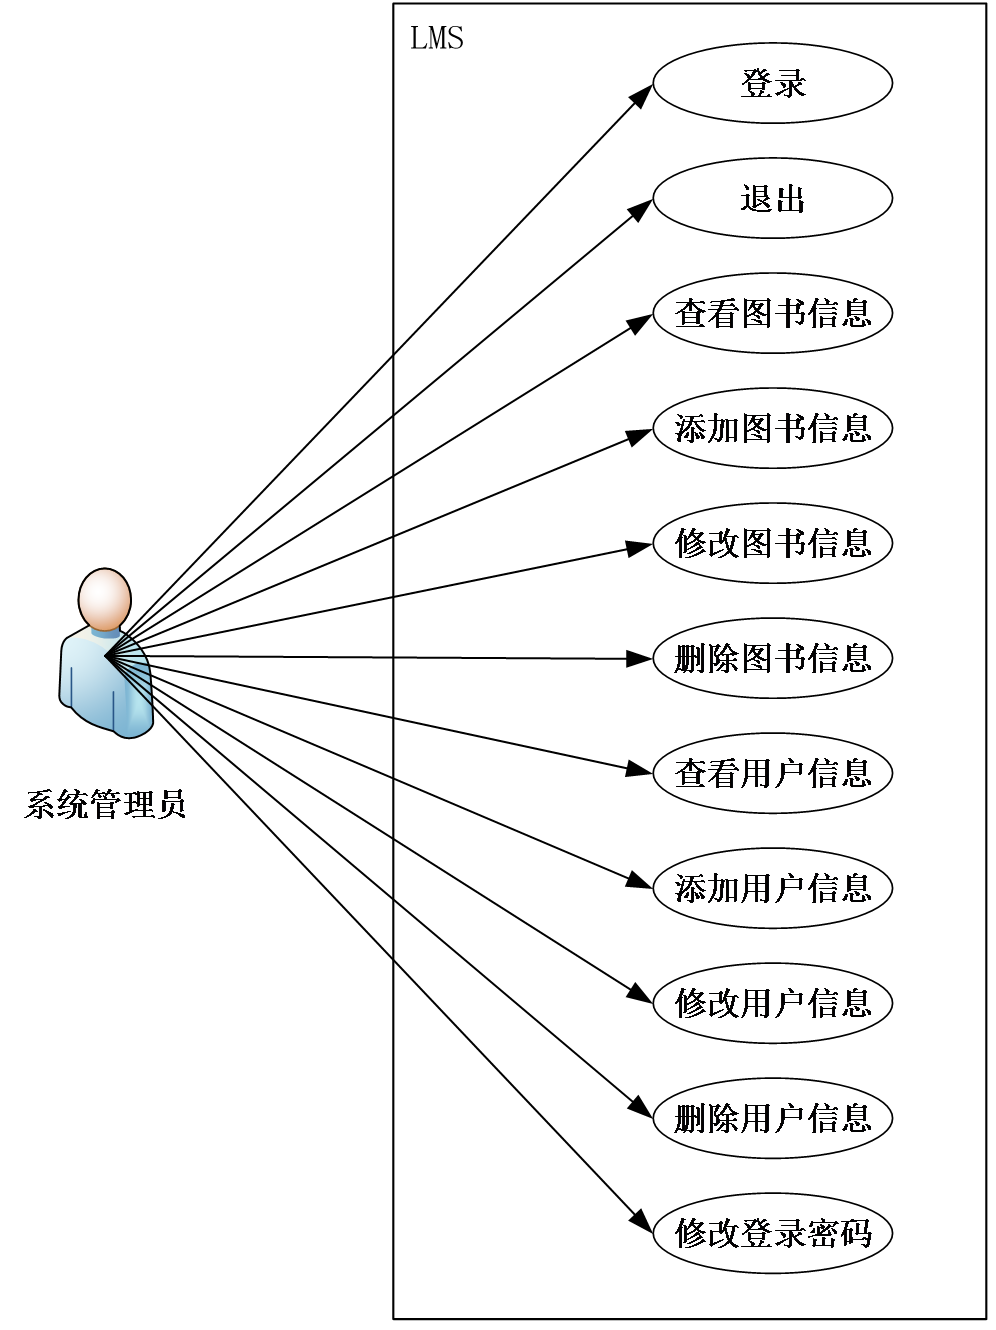 LMS
登录
退出
查看图书信息
添加图书信息
修改图书信息
删除图书信息
查看用户信息
系统管理员
添加用户信息
修改用户信息
删除用户信息
修改登录密码